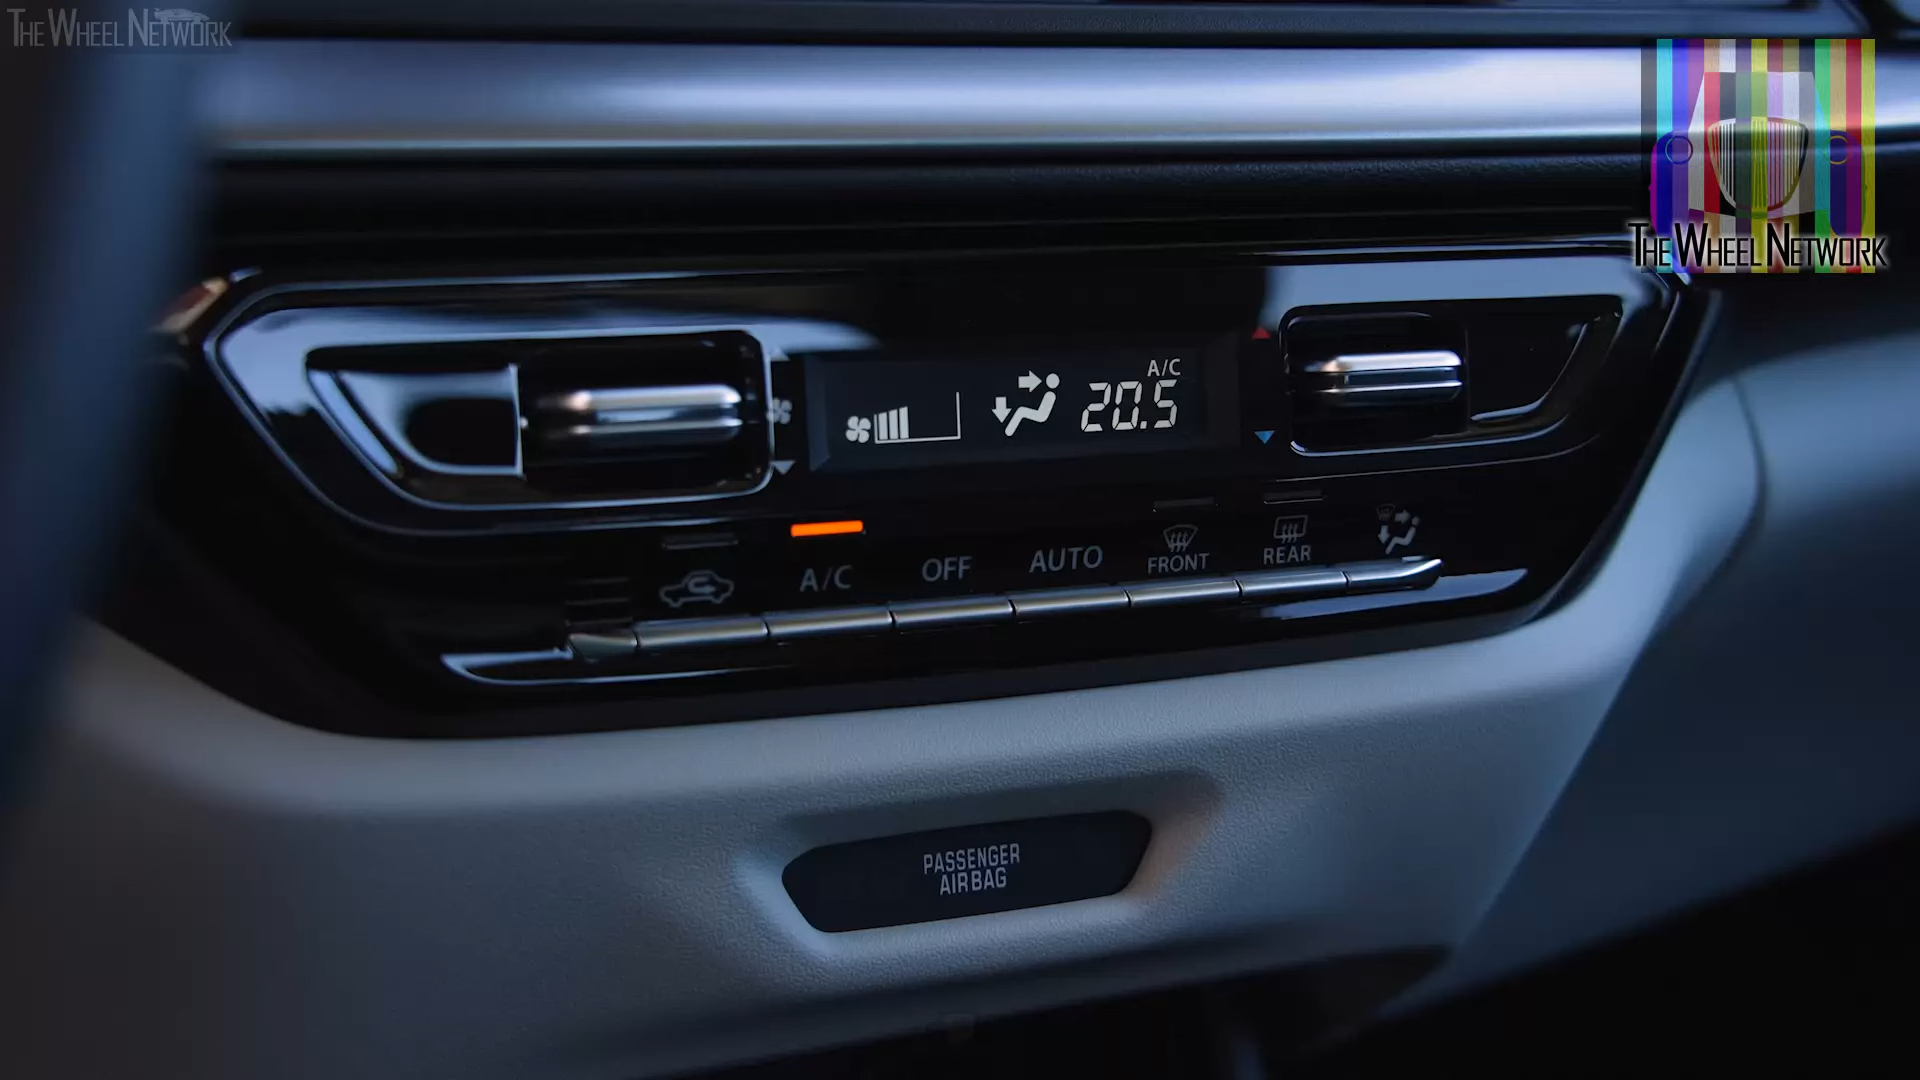 THE WHEEL NETWORK
THE WHEEL NETWORK
A/C
20.5
A/C
OFF
AUTO
FRONT
REAR
PASSENGER
AIRBAG